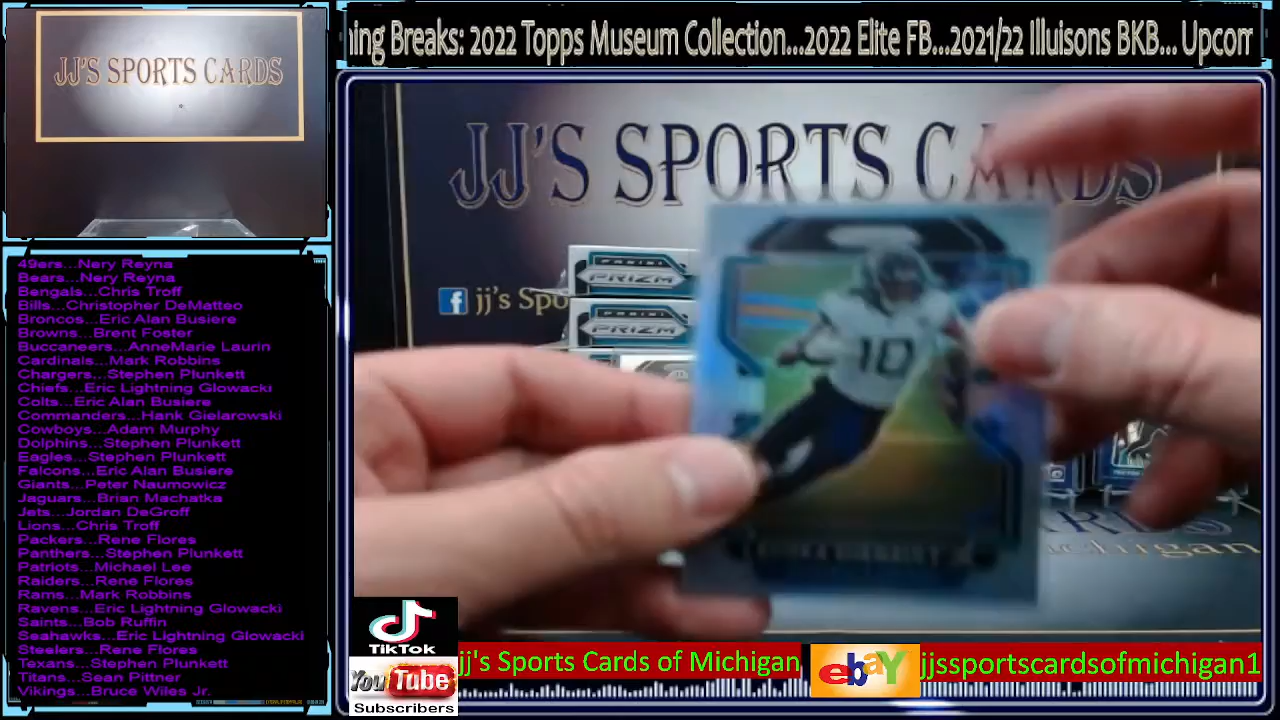 JJ'S SPORTS CARDS
ning Breaks: 2022 Topps Museum Collection...2022 Elite FB...2021/22 Illuisons BKB... Upcom
JJ'S SPORTS CARDS
jj's Spo
PANINI
PRIZM
PANINI
PRIZM
10
Michigan
49ers...Nery Reyna
Bears...Nery Reyna
Bengals...Chris Troff
Bills...Christopher DeMatteo
Broncos...Eric Alan Busiere
Browns...Brent Foster
Buccaneers...AnneMarie Laurin
Cardinals...Mark Robbins
Chargers...Stephen Plunkett
Chiefs...Eric Lightning Glowacki
Colts...Eric Alan Busiere
Commanders...Hank Gielarowski
Cowboys...Adam Murphy
Dolphins...Stephen Plunkett
Eagles...Stephen Plunkett
Falcons...Eric Alan Busiere
Giants...Peter Naumowicz
Jaguars...Brian Machatka
Jets...Jordan DeGroff
Lions...Chris Troff
Packers...Rene Flores
Panthers...Stephen Plunkett
Patriots...Michael Lee
Raiders...Rene Flores
Rams...Mark Robbins
Ravens...Eric Lightning Glowacki
Saints...Bob Ruffin
Seahawks...Eric Lightning Glowacki
Steelers...Rene Flores
Texans...Stephen Plunkett
Titans...Sean Pittner
Vikings...Bruce Wiles Jr.
TikTok
YouTube
Subscribers
jj's Sports Cards of Michigan
ebay
jjssportscardsofmichigan1